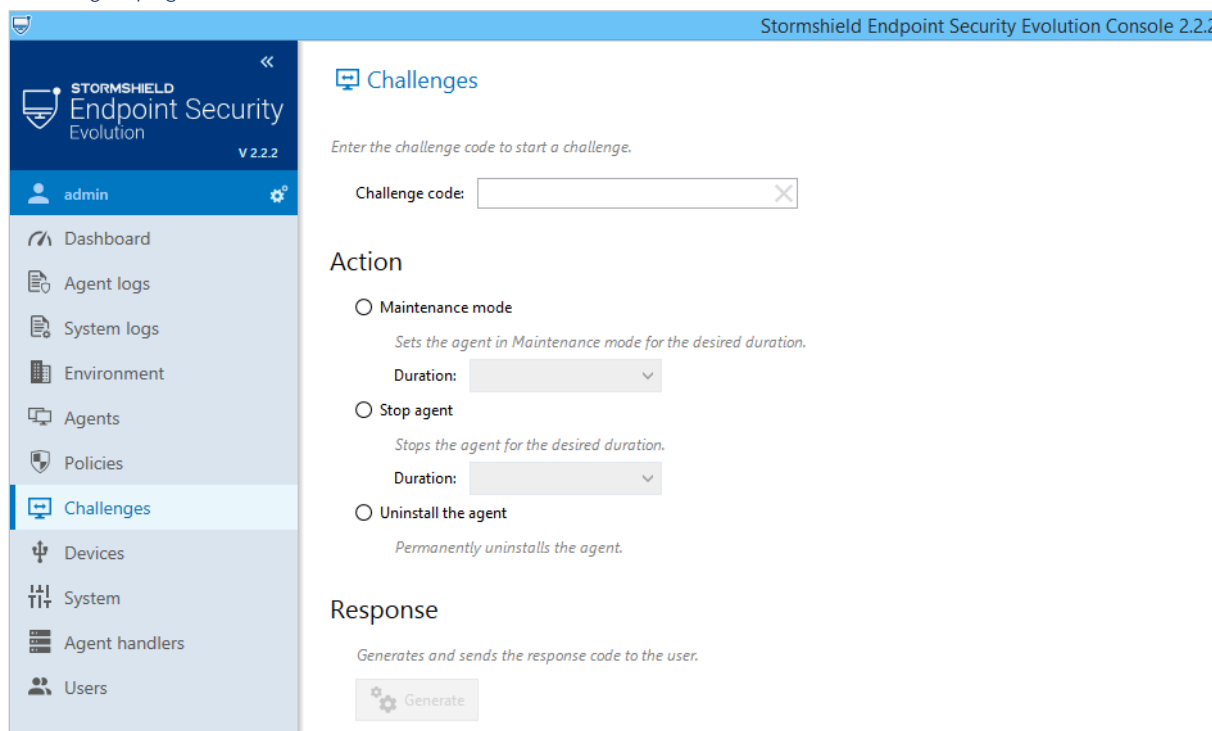 Stormshield Endpoint Security Evolution Console 2.2.2
«
STORMSHIELD
Endpoint Security
Evolution
V 2.2.2
admin
Dashboard
Agent logs
System logs
Environment
Agents
Policies
Challenges
Devices
System
Agent handlers
Users
Challenges
Enter the challenge code to start a challenge.
Challenge code:
Action
Maintenance mode
Sets the agent in Maintenance mode for the desired duration.
Duration:
Stop agent
Stops the agent for the desired duration.
Duration:
Uninstall the agent
Permanently uninstalls the agent.
Response
Generates and sends the response code to the user.
Generate